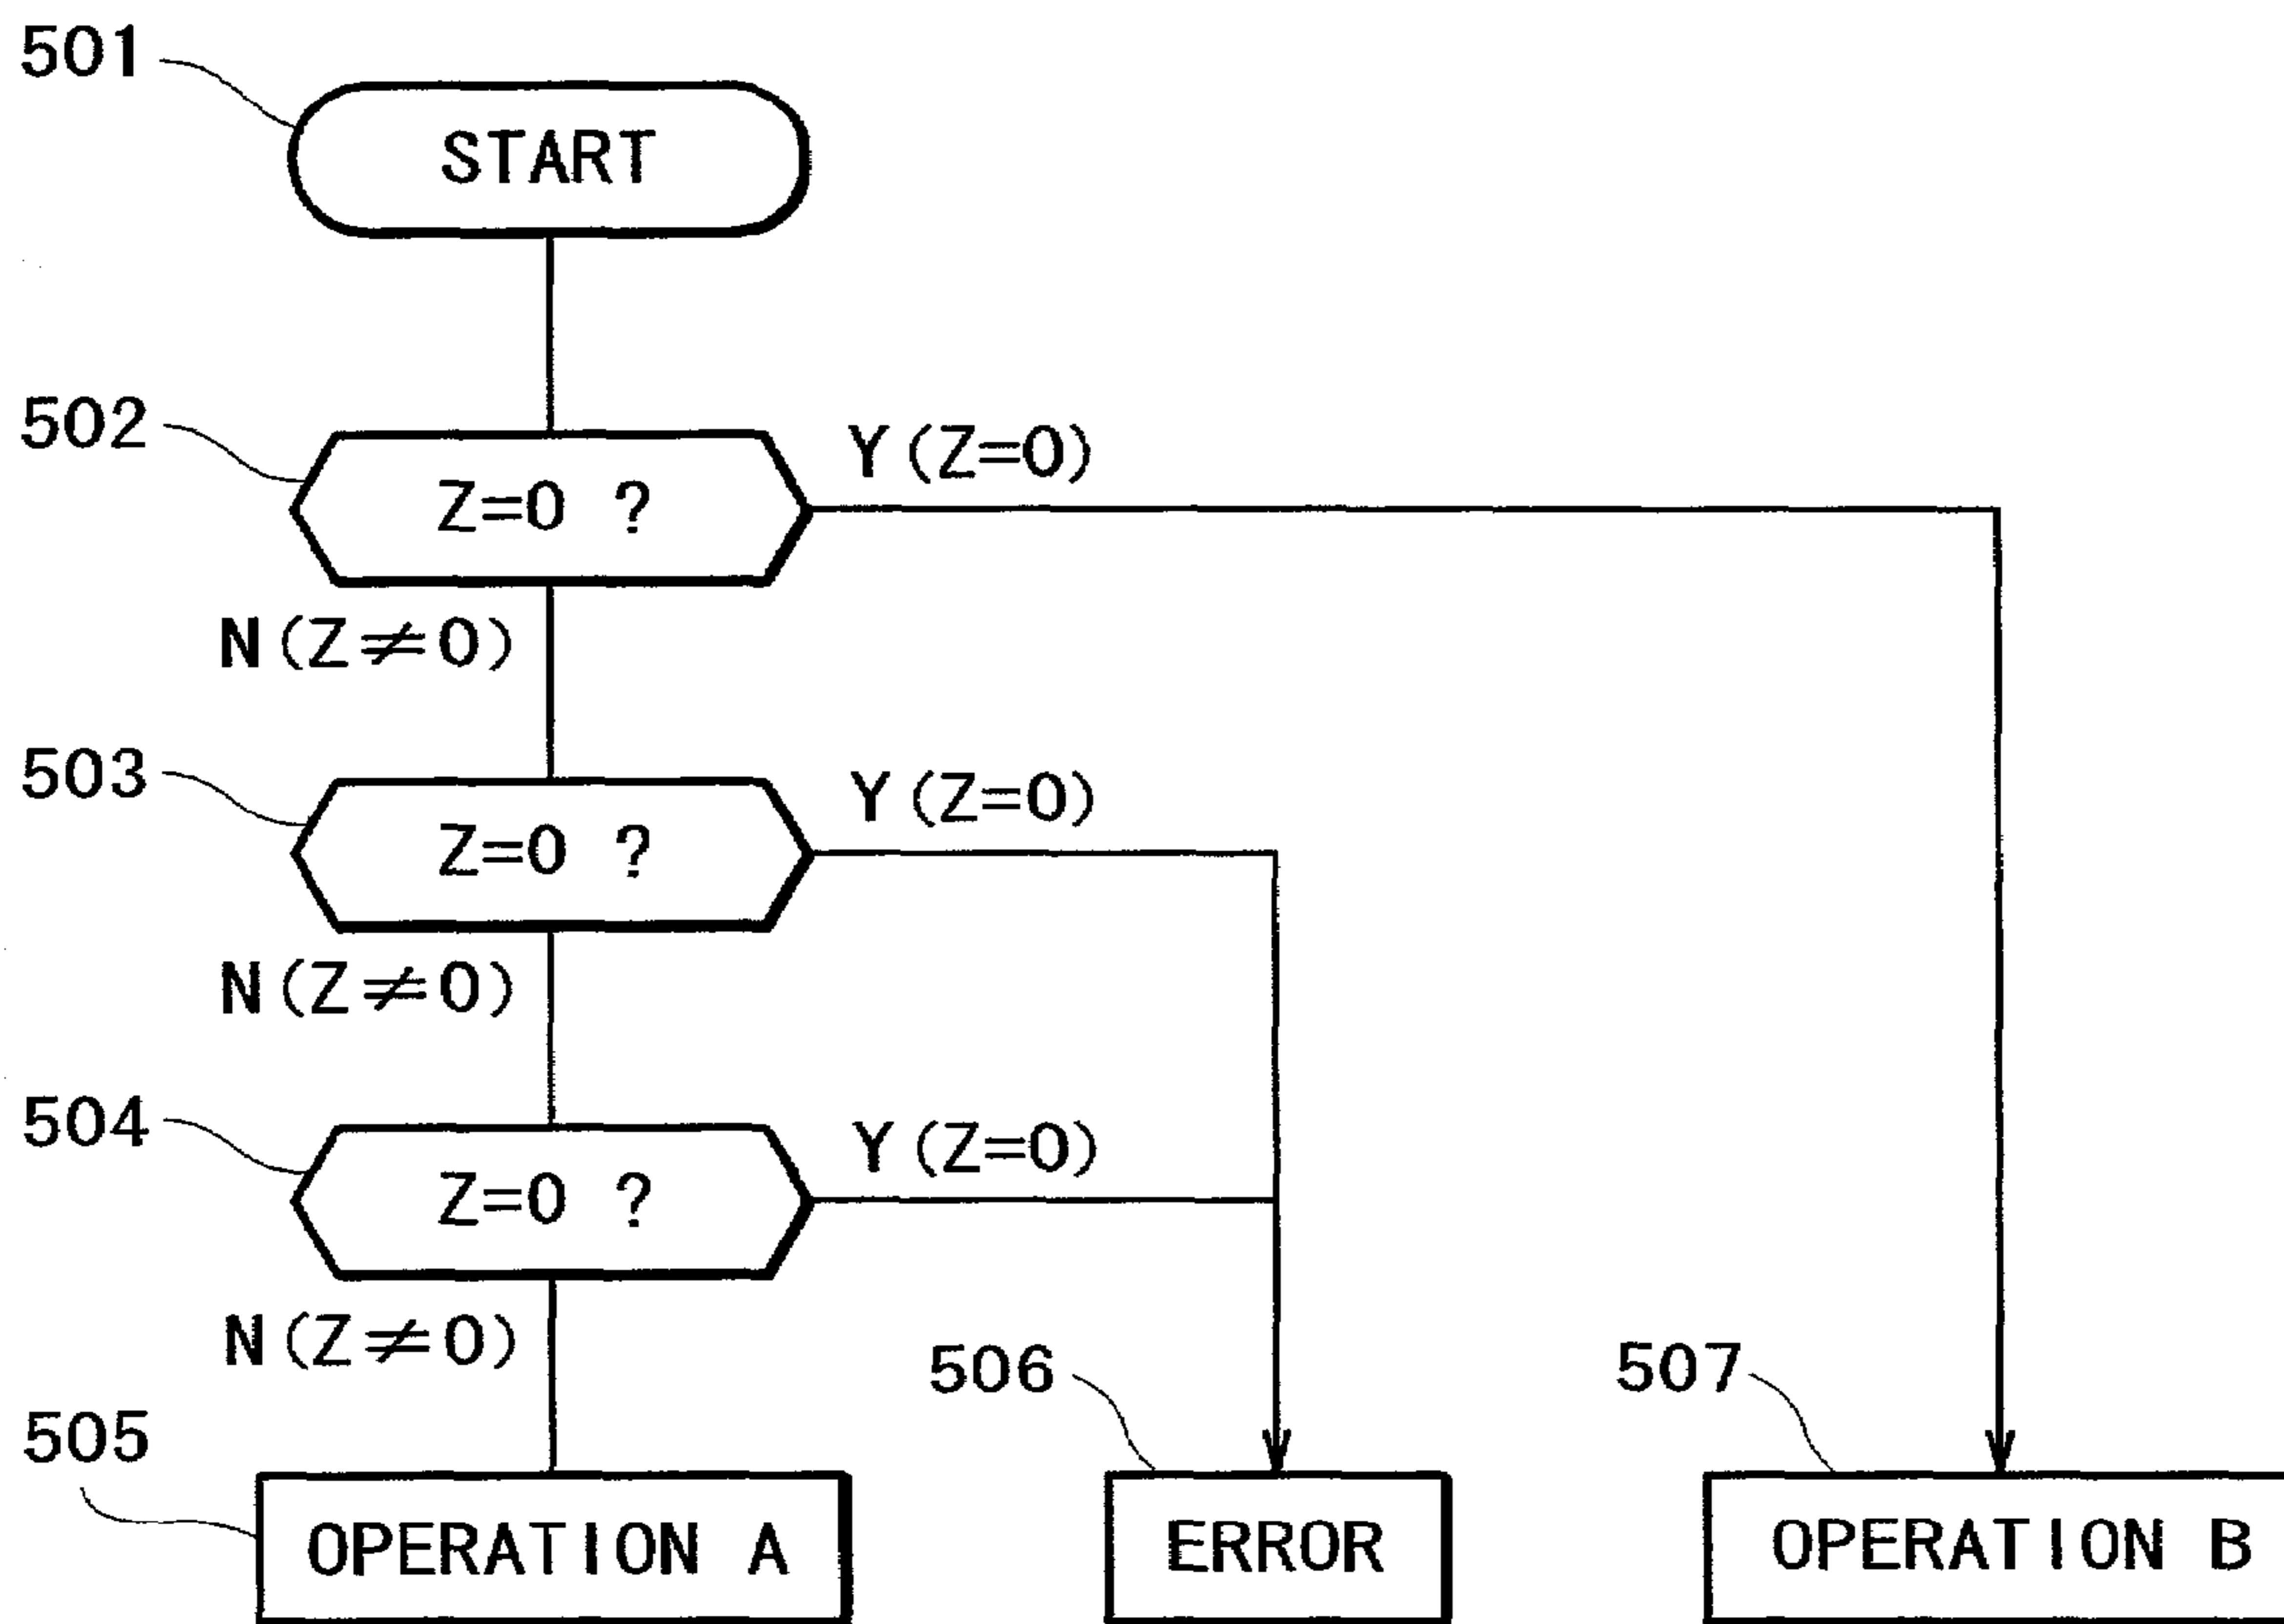 501
START
502
Z=0 ?
Y(Z=0)
N(Z≠0)
503
Z=0 ?
Y(Z=0)
N(Z≠0)
504
Z=0 ?
Y(Z=0)
N(Z≠0)
505
OPERATION A
506
ERROR
507
OPERATION B